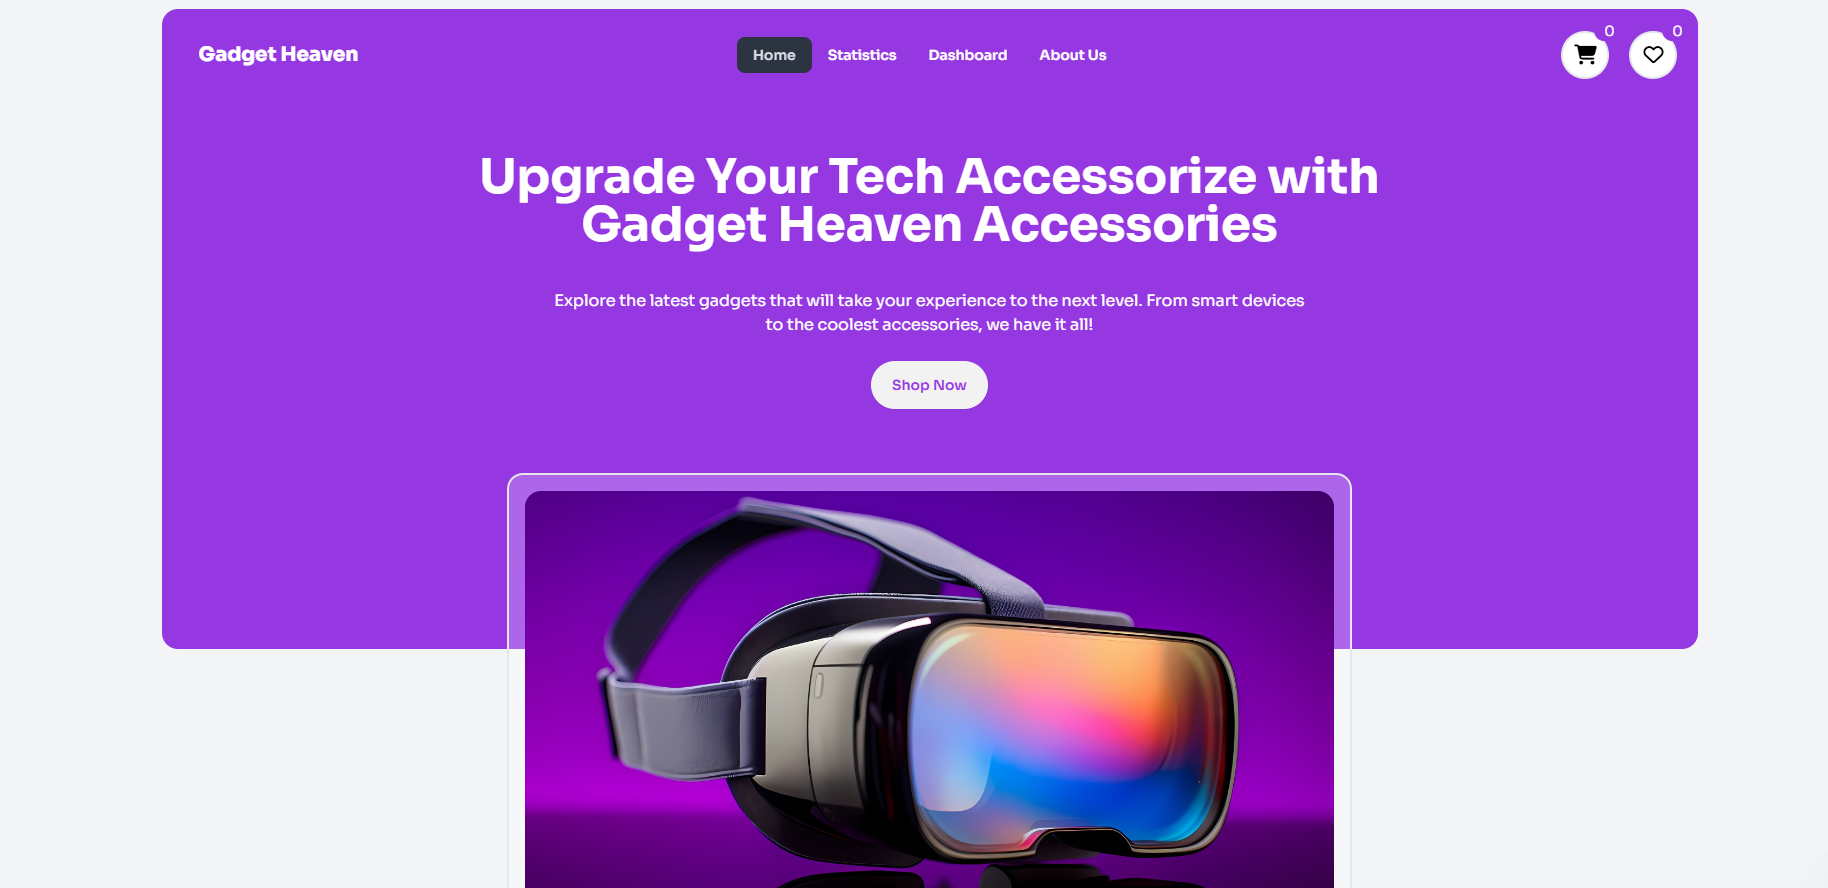 Gadget Heaven
Home
Statistics
Dashboard
About Us
0
0
Upgrade Your Tech Accessorize with
Gadget Heaven Accessories
Explore the latest gadgets that will take your experience to the next level. From smart devices
to the coolest accessories, we have it all!
Shop Now